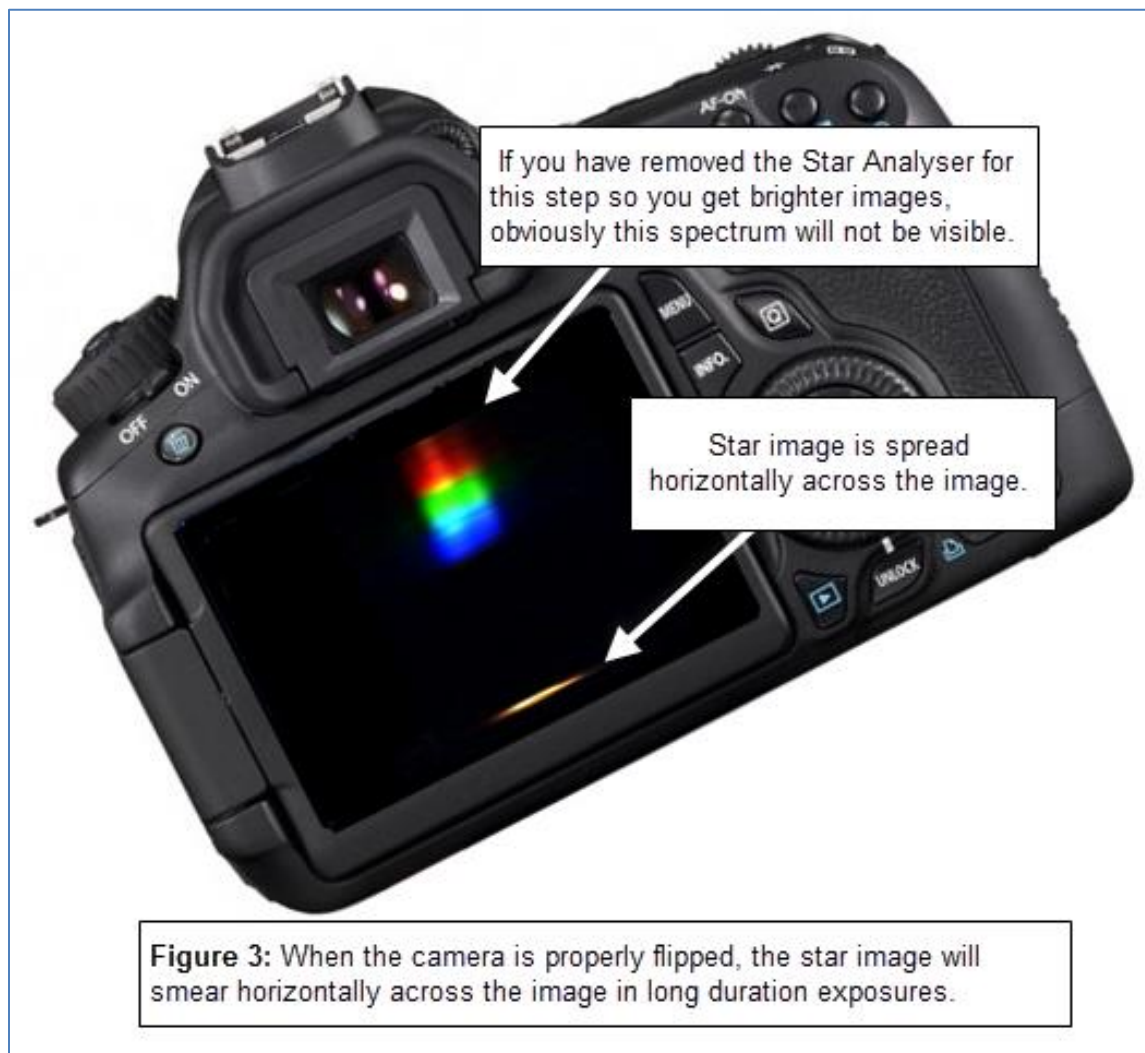 AF-ON
If you have removed the Star Analyser for
this step so you get brighter images,
obviously this spectrum will not be visible.
MENU
INFO.
Q
OFF ON
Star image is spread
horizontally across the image.
UNLOCK
Figure 3: When the camera is properly flipped, the star image will
smear horizontally across the image in long duration exposures.